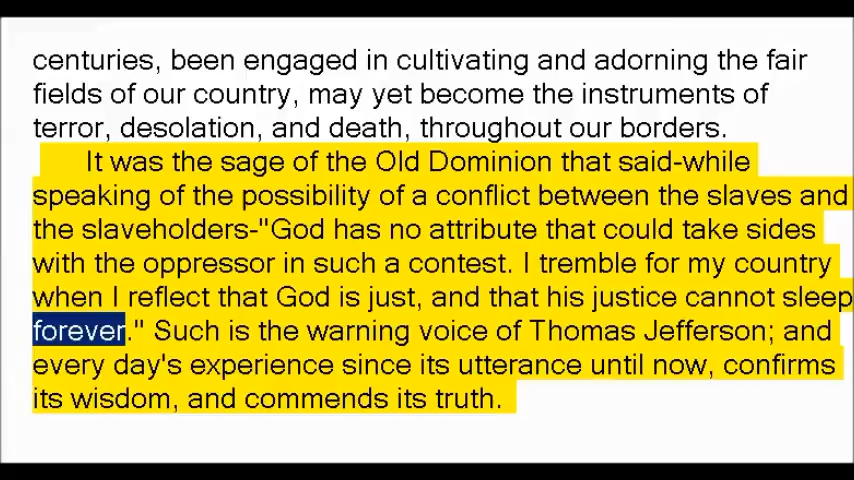 centuries, been engaged in cultivating and adorning the fair
fields of our country, may yet become the instruments of
terror, desolation, and death, throughout our borders.
It was the sage of the Old Dominion that said-while
speaking of the possibility of a conflict between the slaves and
the slaveholders-"God has no attribute that could take sides
with the oppressor in such a contest. I tremble for my country
when I reflect that God is just, and that his justice cannot sleep
forever." Such is the warning voice of Thomas Jefferson; and
every day's experience since its utterance until now, confirms
its wisdom, and commends its truth.